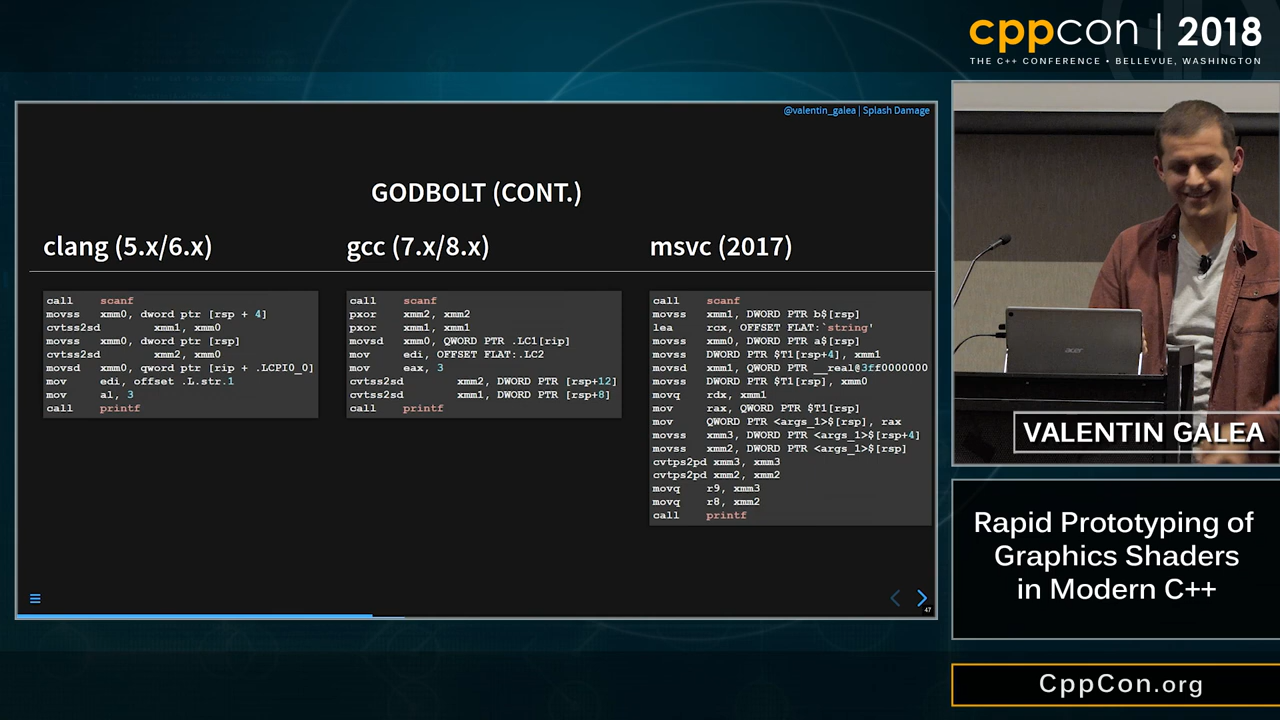 cppcon | 2018
THE C++ CONFERENCE • BELLEVUE, WASHINGTON
@valentin_galea | Splash Damage
GODBOLT (CONT.)
clang (5.x/6.x)
call scanf
movss xmm0, dword ptr [rsp + 4]
cvtss2sd xmm1, xmm0
movss xmm0, dword ptr [rsp]
cvtss2sd xmm2, xmm0
movsd xmm0, qword ptr [rip + .LCPI0_0]
mov edi, offset .L.str.1
mov al, 3
call printf
gcc (7.x/8.x)
call scanf
pxor xmm2, xmm2
pxor xmm1, xmm1
movsd xmm0, QWORD PTR .LC1[rip]
mov edi, OFFSET FLAT:.LC2
mov eax, 3
cvtss2sd xmm2, DWORD PTR [rsp+12]
cvtss2sd xmm1, DWORD PTR [rsp+8]
call printf
msvc (2017)
call scanf
movss xmm1, DWORD PTR b$[rsp]
lea rcx, OFFSET FLAT:`string'
movss xmm0, DWORD PTR a$[rsp]
movss DWORD PTR $T1[rsp+4], xmm1
movsd xmm1, QWORD PTR __real@3ff0000000
movss DWORD PTR $T1[rsp], xmm0
movq rdx, xmm1
mov rax, QWORD PTR $T1[rsp]
mov QWORD PTR <args_1>$[rsp], rax
movss xmm3, DWORD PTR <args_1>$[rsp+4]
movss xmm2, DWORD PTR <args_1>$[rsp]
cvtps2pd xmm3, xmm3
cvtps2pd xmm2, xmm2
movq r9, xmm3
movq r8, xmm2
call printf
47
acer
VALENTIN GALEA
Rapid Prototyping of
Graphics Shaders
in Modern C++
CppCon.org